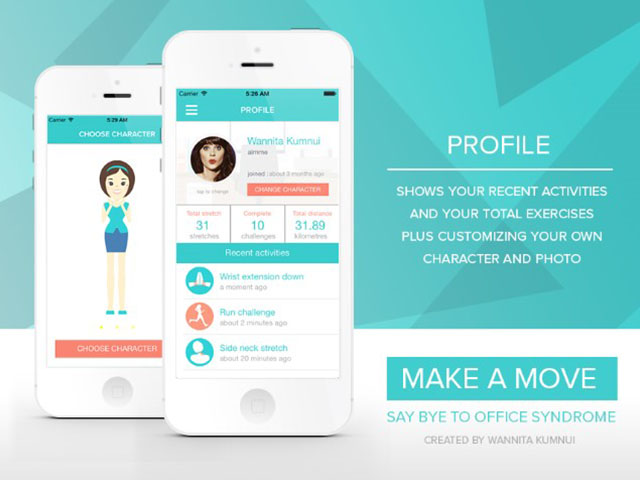 Carrier 5:29 AM
CHOOSE CHARACTER
CHOOSE CHARACTER
Carrier 5:28 AM
PROFILE
Wannita Kumnui
aimme
joined : about 3 months ago
tap to change
CHANGE CHARACTER
Total stretch Complete Total distance
31 10 31.89
stretches challenges kilometres
Recent activities
Wrist extension down
a moment ago
Run challenge
about 2 minutes ago
Side neck stretch
about 20 minutes ago
PROFILE
SHOWS YOUR RECENT ACTIVITIES
AND YOUR TOTAL EXERCISES
PLUS CUSTOMIZING YOUR OWN
CHARACTER AND PHOTO
MAKE A MOVE
SAY BYE TO OFFICE SYNDROME
CREATED BY WANNITA KUMNUI